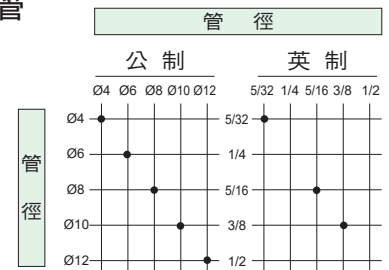 管
管 徑
公 制 英 制
Ø4 Ø6 Ø8 Ø10 Ø12 5/32 1/4 5/16 3/8 1/2
管
徑
Ø4 5/32
Ø6 1/4
Ø8 5/16
Ø10 3/8
Ø12 1/2